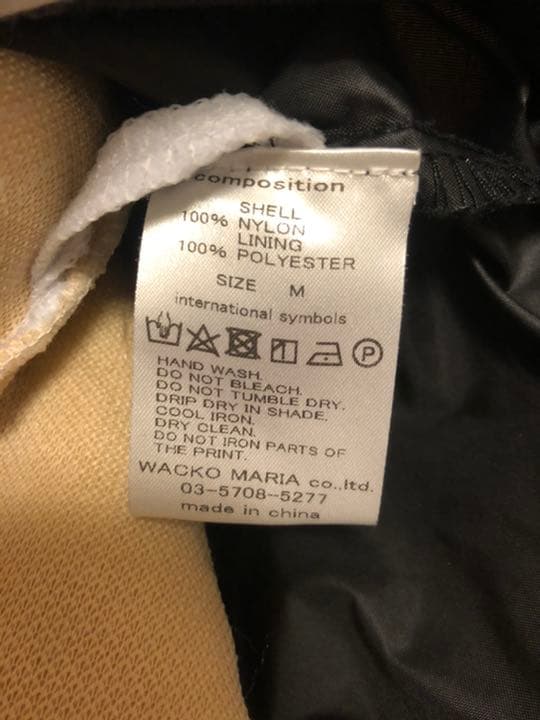 composition
SHELL
100% NYLON
LINING
100% POLYESTER
SIZE M
international symbols
P
HAND WASH.
DO NOT BLEACH.
DO NOT TUMBLE DRY.
DRIP DRY IN SHADE.
COOL IRON.
DRY CLEAN.
DO NOT IRON PARTS OF
THE PRINT.
WACKO MARIA co.,ltd.
03-5708-5277
made in china